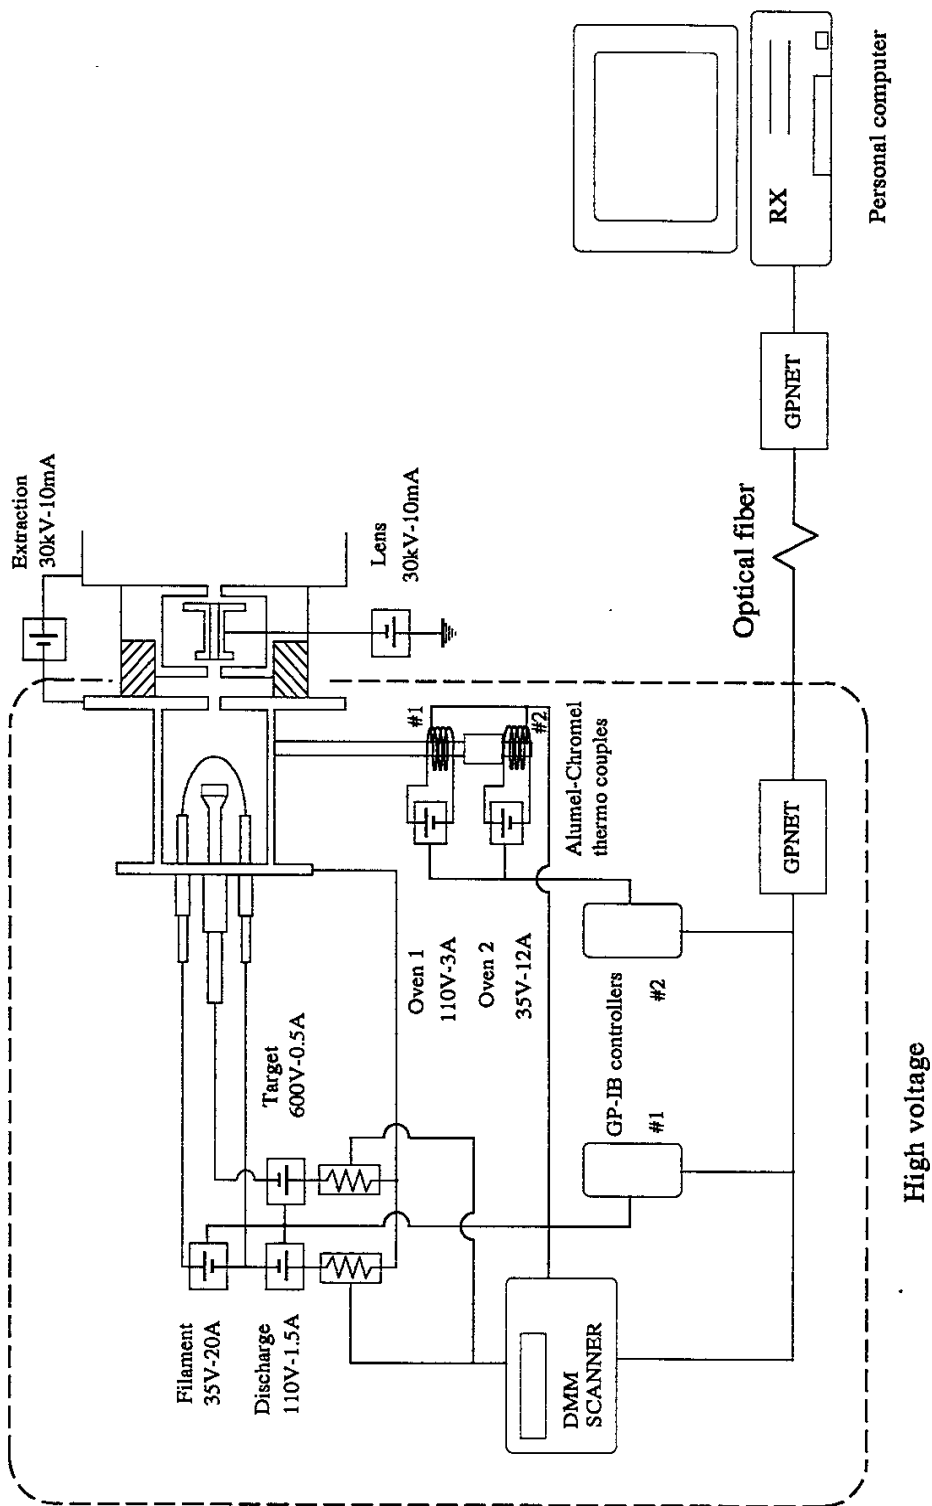 Extraction
30kV-10mA
Lens
30kV-10mA
Filament
35V-20A
Discharge
110V-1.5A
Target
600V-0.5A
Oven 1
110V-3A
Oven 2
35V-12A
#1
#2
Alumel-Chromel
thermo couples
GP-IB controllers
#1
#2
DMM
SCANNER
GPNET
Optical fiber
GPNET
RX
Personal computer
High voltage